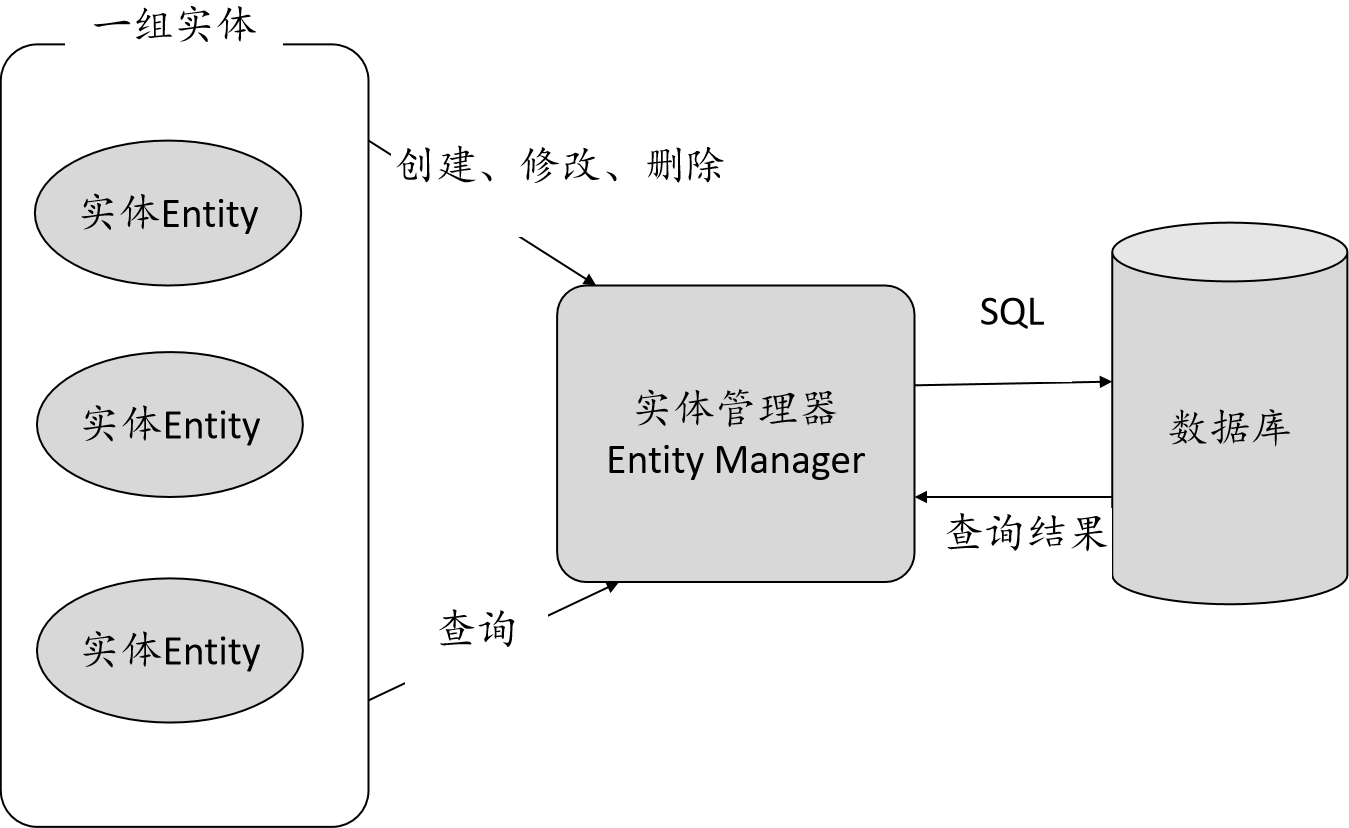 一组实体
实体Entity
实体Entity
实体Entity
创建、修改、删除
查询
实体管理器
Entity Manager
SQL
查询结果
数据库